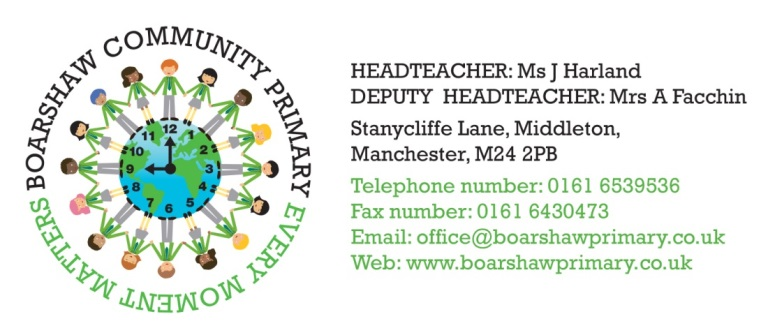 BOARSHAW COMMUNITY PRIMARY
EVERY MOMENT MATTERS
12
1
2
3
4
5
6
7
8
9
10
11
HEADTEACHER: Ms J Harland
DEPUTY HEADTEACHER: Mrs A Facchin
Stanycliffe Lane, Middleton,
Manchester, M24 2PB
Telephone number: 0161 6539536
Fax number: 0161 6430473
Email: office@boarshawprimary.co.uk
Web: www.boarshawprimary.co.uk